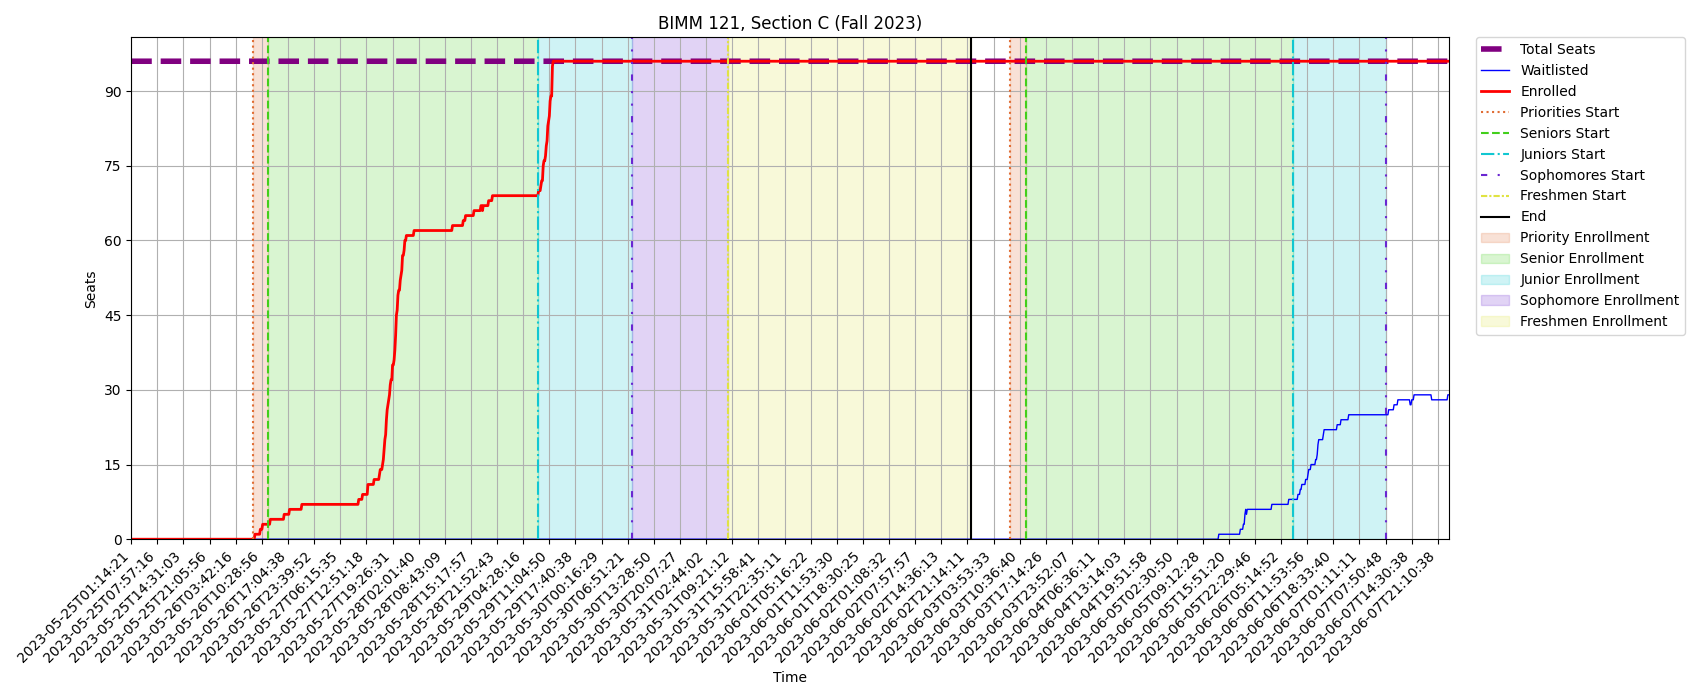 BIMM 121, Section C (Fall 2023)
Total Seats
Waitlisted
Enrolled
Priorities Start
Seniors Start
Juniors Start
Sophomores Start
Freshmen Start
End
Priority Enrollment
Senior Enrollment
Junior Enrollment
Sophomore Enrollment
Freshmen Enrollment
Seats
90
75
60
45
30
15
0
2023-05-25T01:14:21
2023-05-25T07:57:16
2023-05-25T14:31:03
2023-05-25T21:05:56
2023-05-26T03:42:16
2023-05-26T10:28:56
2023-05-26T17:04:38
2023-05-26T23:39:52
2023-05-27T06:15:35
2023-05-27T12:51:18
2023-05-27T19:26:31
2023-05-28T02:01:40
2023-05-28T08:43:09
2023-05-28T15:17:57
2023-05-28T21:52:43
2023-05-29T04:28:16
2023-05-29T11:04:50
2023-05-29T17:40:38
2023-05-30T00:16:29
2023-05-30T06:51:21
2023-05-30T13:28:50
2023-05-30T20:07:27
2023-05-31T02:44:02
2023-05-31T09:21:12
2023-05-31T15:58:41
2023-05-31T22:35:11
2023-06-01T05:16:22
2023-06-01T11:53:30
2023-06-01T18:30:25
2023-06-02T01:08:32
2023-06-02T07:57:57
2023-06-02T14:36:13
2023-06-02T21:14:11
2023-06-03T03:53:33
2023-06-03T10:36:40
2023-06-03T17:14:26
2023-06-03T23:52:07
2023-06-04T06:36:11
2023-06-04T13:14:03
2023-06-04T19:51:58
2023-06-05T02:30:50
2023-06-05T09:12:28
2023-06-05T15:51:20
2023-06-05T22:29:46
2023-06-06T05:14:52
2023-06-06T11:53:56
2023-06-06T18:33:40
2023-06-07T01:11:11
2023-06-07T07:50:48
2023-06-07T14:30:38
2023-06-07T21:10:38
Time